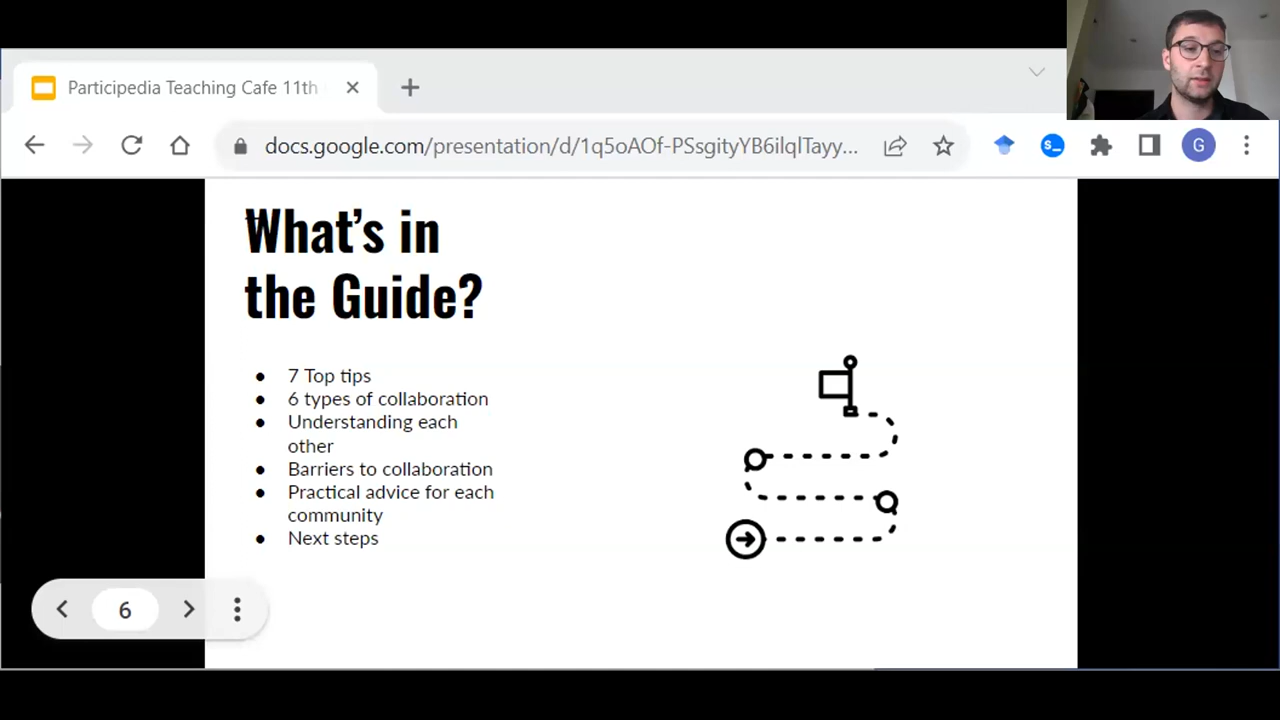 Participedia Teaching Cafe 11th
docs.google.com/presentation/d/1q5oAOf-PSsgityYB6ilqlTayy...
G
What's in
the Guide?
• 7 Top tips
• 6 types of collaboration
• Understanding each
other
• Barriers to collaboration
• Practical advice for each
community
• Next steps
6